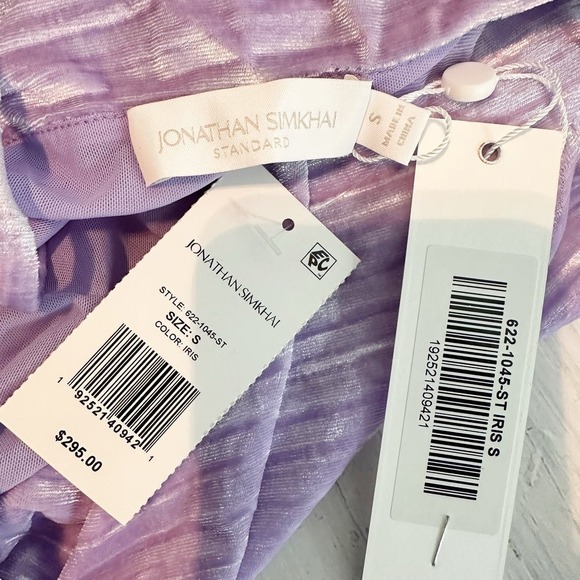 JONATHAN SIMKHAI
STANDARD
S
MADE IN
CHINA
JONATHAN SIMKHAI
EPC
STYLE: 622-1045-ST
SIZE: S
COLOR: IRIS
1 92521 40942 1
$295.00
622-1045-ST IRIS S
192521409421